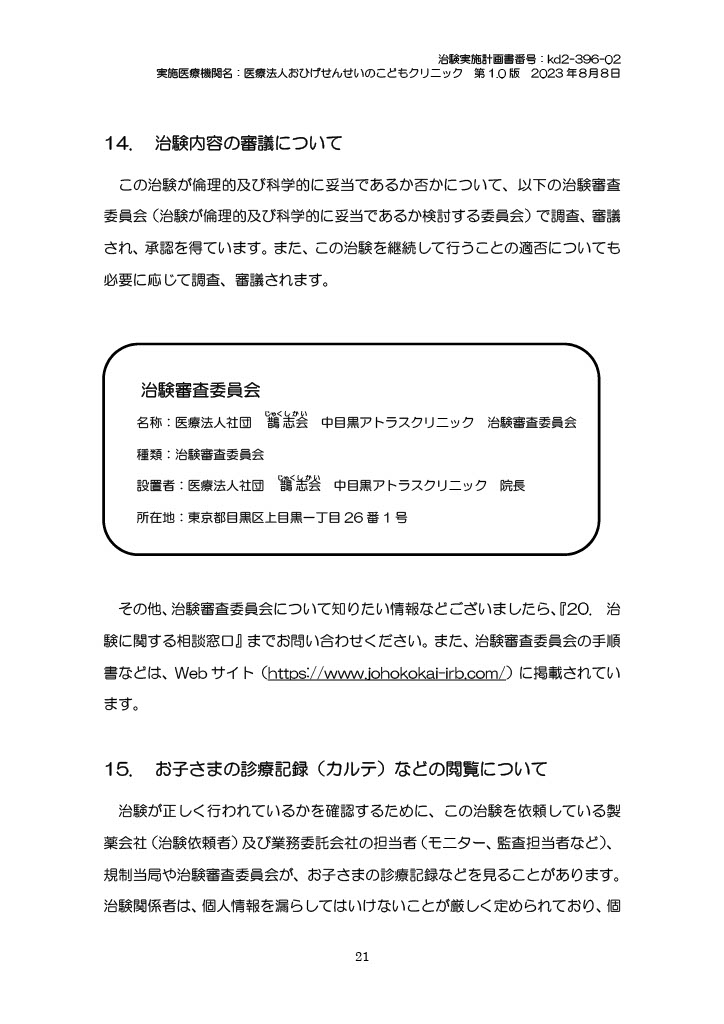 治験実施計画書番号：kd2-396-02
実施医療機関名：医療法人おひげせんせいのこどもクリニック　第1.0版　2023年8月8日
14.　治験内容の審議について
　この治験が倫理的及び科学的に妥当であるか否かについて、以下の治験審査
委員会（治験が倫理的及び科学的に妥当であるか検討する委員会）で調査、審議
され、承認を得ています。また、この治験を継続して行うことの適否についても
必要に応じて調査、審議されます。
治験審査委員会
じゃくしかい
名称：医療法人社団　鵲志会　中目黒アトラスクリニック　治験審査委員会
種類：治験審査委員会
じゃくしかい
設置者：医療法人社団　鵲志会　中目黒アトラスクリニック　院長
所在地：東京都目黒区上目黒一丁目26番1号
　その他、治験審査委員会について知りたい情報などございましたら、『20.　治
験に関する相談窓口』までお問い合わせください。また、治験審査委員会の手順
書などは、Webサイト（https://www.johokokai-irb.com/）に掲載されてい
ます。
15.　お子さまの診療記録（カルテ）などの閲覧について
　治験が正しく行われているかを確認するために、この治験を依頼している製
薬会社（治験依頼者）及び業務委託会社の担当者（モニター、監査担当者など）、
規制当局や治験審査委員会が、お子さまの診療記録などを見ることがあります。
治験関係者は、個人情報を漏らしてはいけないことが厳しく定められており、個
21